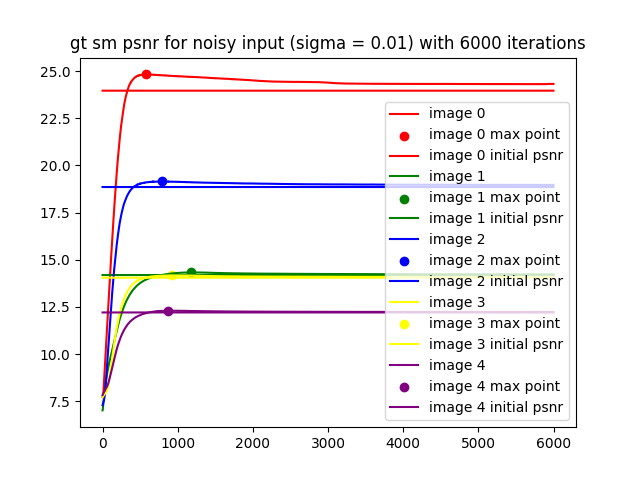 gt sm psnr for noisy input (sigma = 0.01) with 6000 iterations
25.0
22.5
20.0
17.5
15.0
12.5
10.0
7.5
image 0
image 0 max point
image 0 initial psnr
image 1
image 1 max point
image 1 initial psnr
image 2
image 2 max point
image 2 initial psnr
image 3
image 3 max point
image 3 initial psnr
image 4
image 4 max point
image 4 initial psnr
0 1000 2000 3000 4000 5000 6000